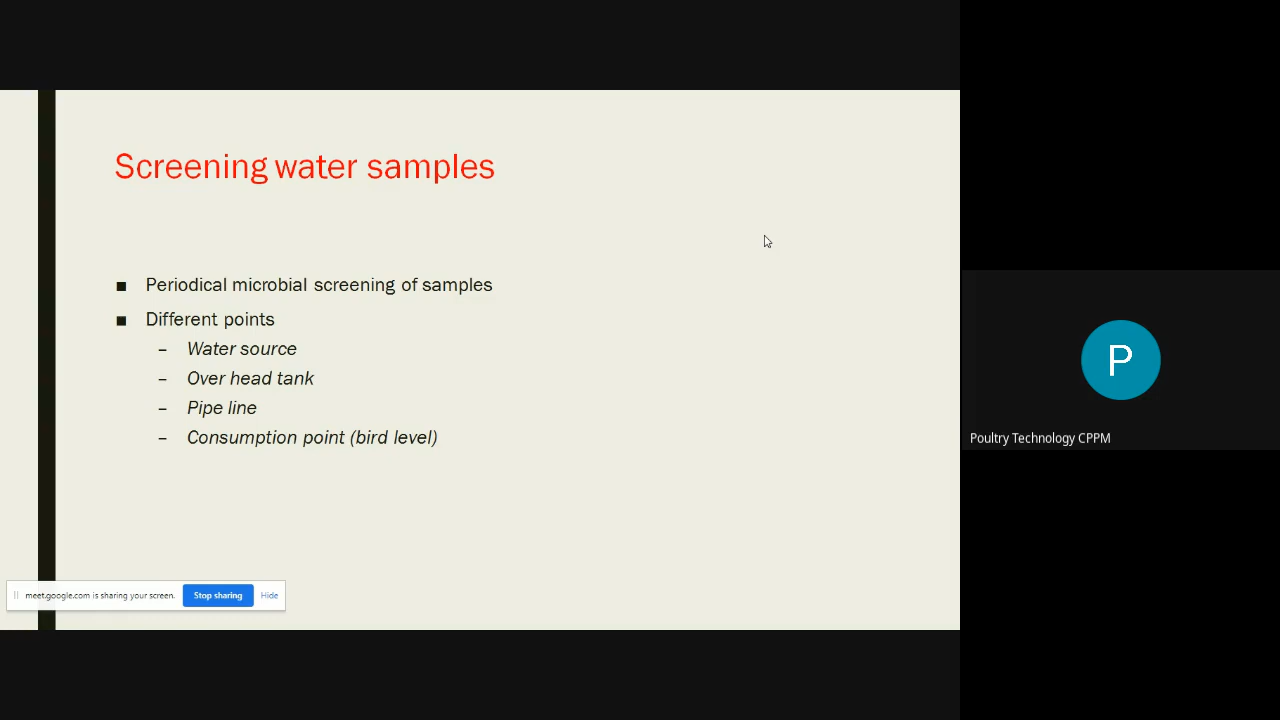 Screening water samples
■ Periodical microbial screening of samples
■ Different points
– Water source
– Over head tank
– Pipe line
– Consumption point (bird level)
meet.google.com is sharing your screen. Stop sharing Hide
P
Poultry Technology CPPM